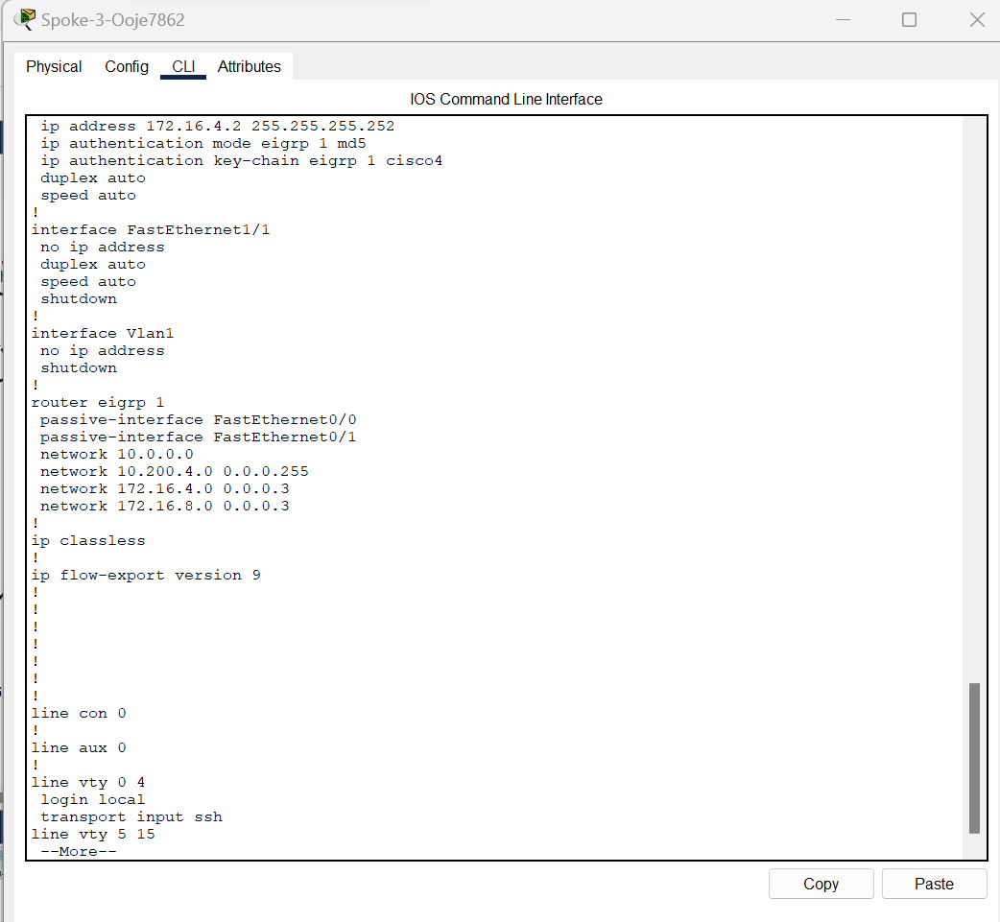 Spoke-3-Ooje7862
Physical Config CLI Attributes
IOS Command Line Interface
ip address 172.16.4.2 255.255.255.252
ip authentication mode eigrp 1 md5
ip authentication key-chain eigrp 1 cisco4
duplex auto
speed auto
!
interface FastEthernet1/1
no ip address
duplex auto
speed auto
shutdown
!
interface Vlan1
no ip address
shutdown
!
router eigrp 1
passive-interface FastEthernet0/0
passive-interface FastEthernet0/1
network 10.0.0.0
network 10.200.4.0 0.0.0.255
network 172.16.4.0 0.0.0.3
network 172.16.8.0 0.0.0.3
!
ip classless
!
ip flow-export version 9
!
!
!
!
!
!
!
line con 0
!
line aux 0
!
line vty 0 4
login local
transport input ssh
line vty 5 15
--More--
Copy Paste